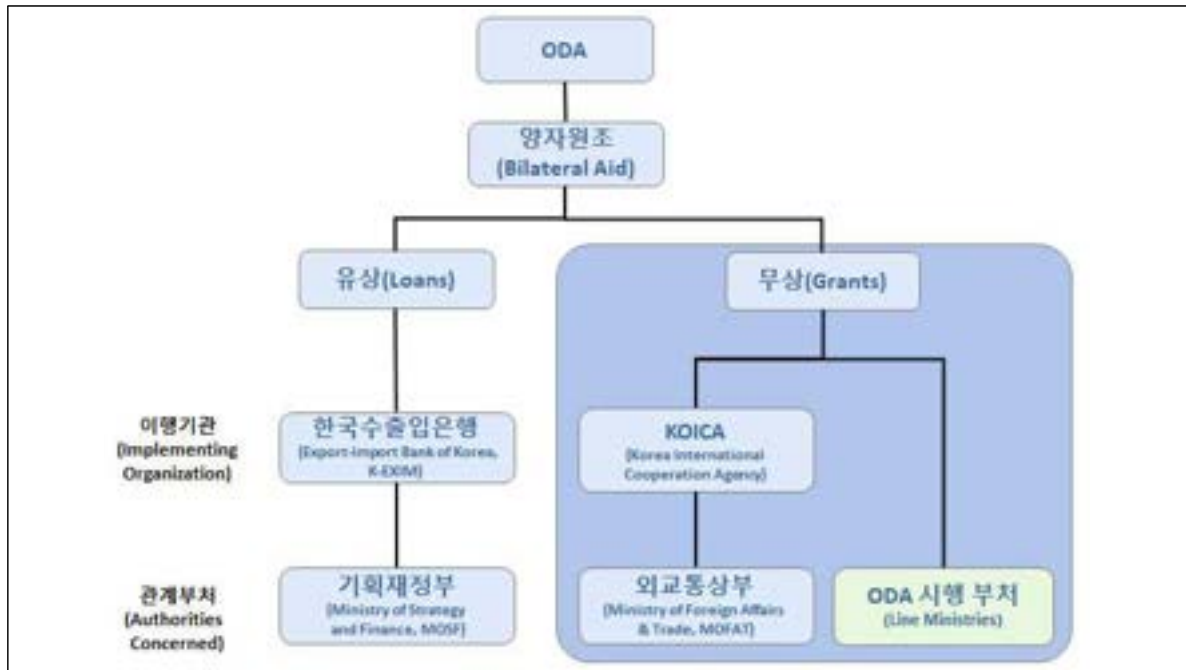 ODA
양자원조
(Bilateral Aid)
유상(Loans)
무상(Grants)
이행기관
(Implementing
Organization)
한국수출입은행
(Export-import Bank of Korea,
K-EXIM)
KOICA
(Korea International
Cooperation Agency)
관계부처
(Authorities
Concerned)
기획재정부
(Ministry of Strategy
and Finance, MOSF)
외교통상부
(Ministry of Foreign Affairs
& Trade, MOFAT)
ODA 시행 부처
(Line Ministries)